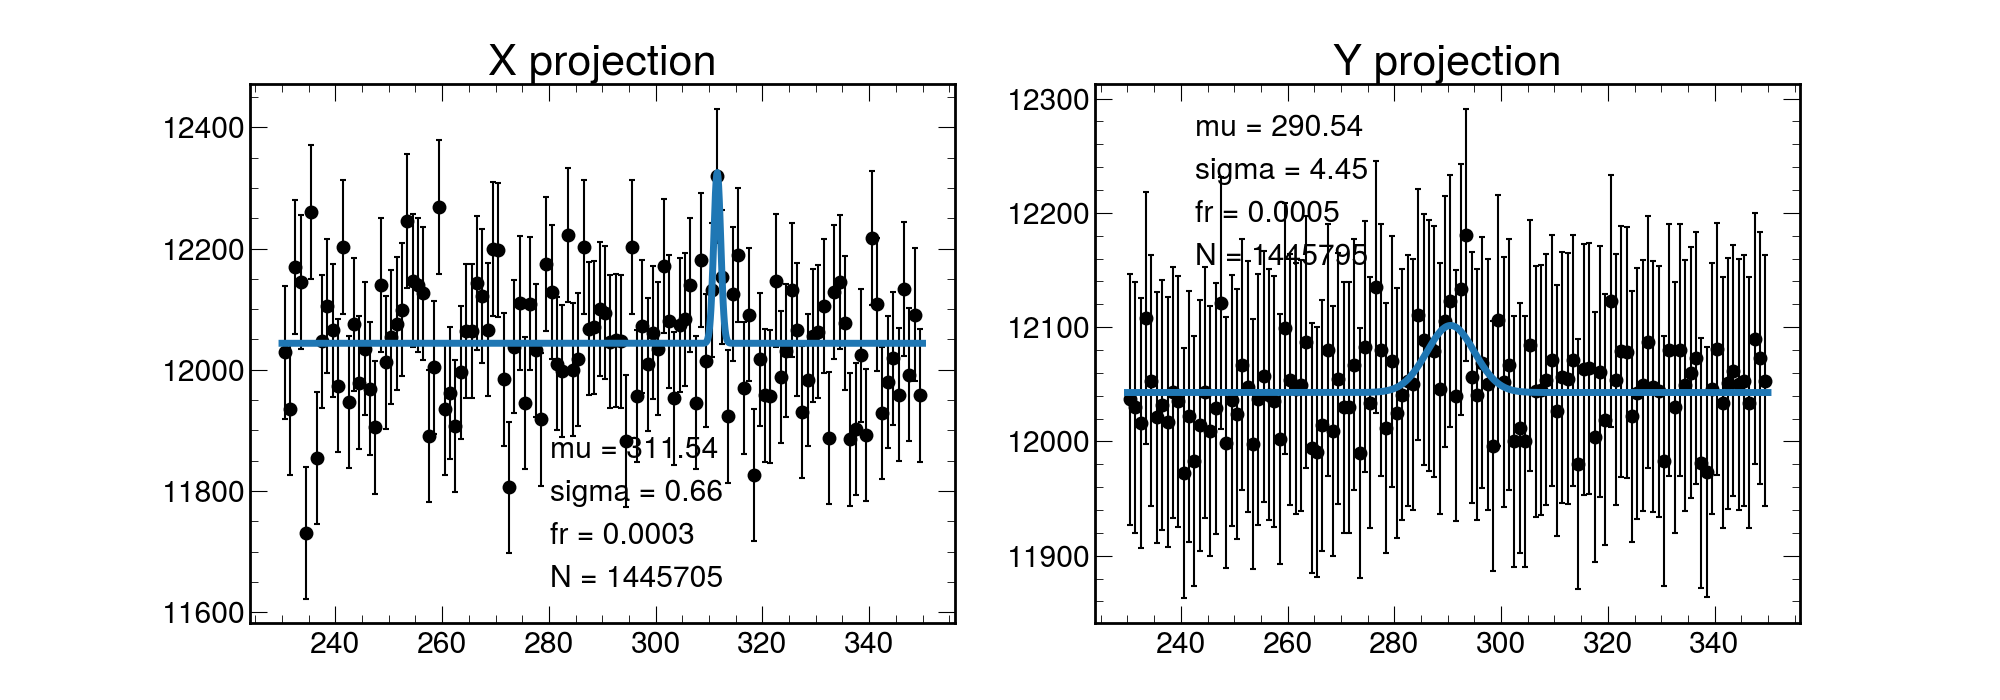 X projection
12400
12200
12000
11800
11600
mu = 311.54
sigma = 0.66
fr = 0.0003
N = 1445705
240 260 280 300 320 340
Y projection
12300
12200
12100
12000
11900
mu = 290.54
sigma = 4.45
fr = 0.0005
N = 1445795
240 260 280 300 320 340